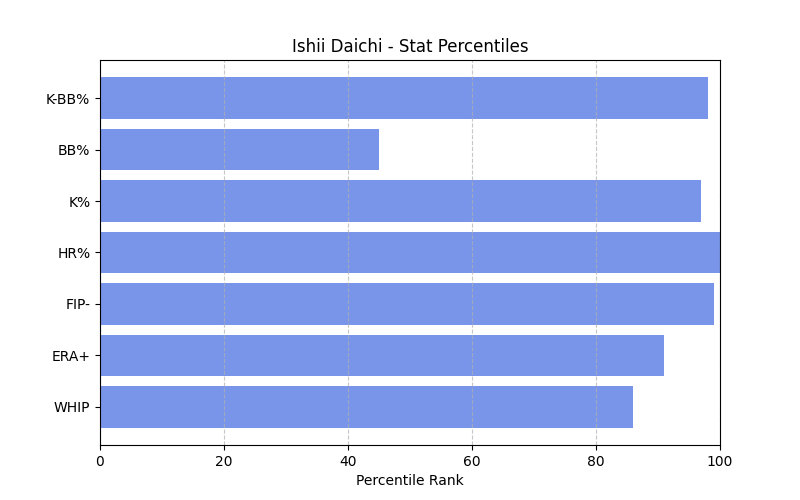 Ishii Daichi - Stat Percentiles
K-BB%
BB%
K%
HR%
FIP-
ERA+
WHIP
0 20 40 60 80 100
Percentile Rank